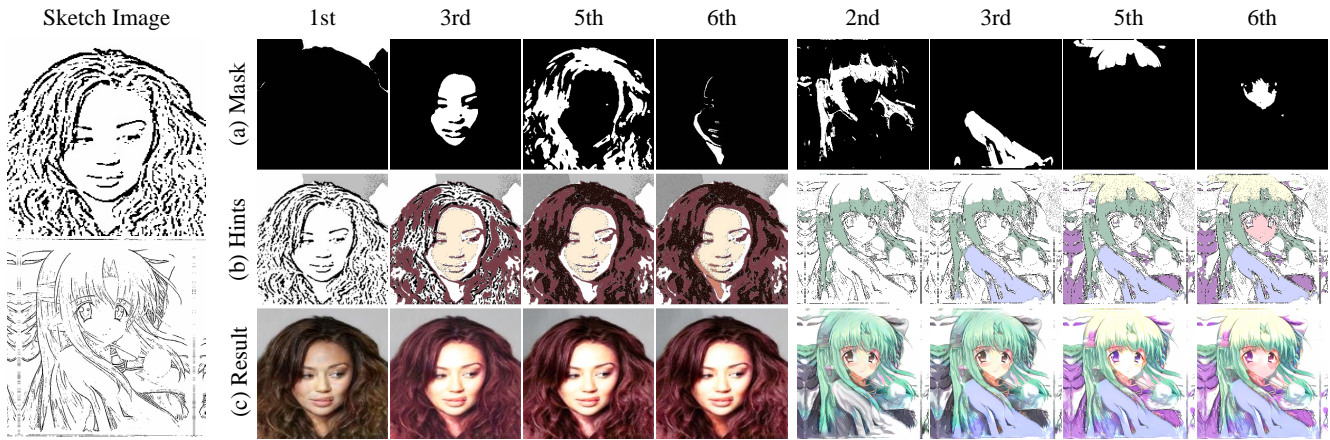 Sketch Image 1st 3rd 5th 6th 2nd 3rd 5th 6th
(a) Mask
(b) Hints
(c) Result